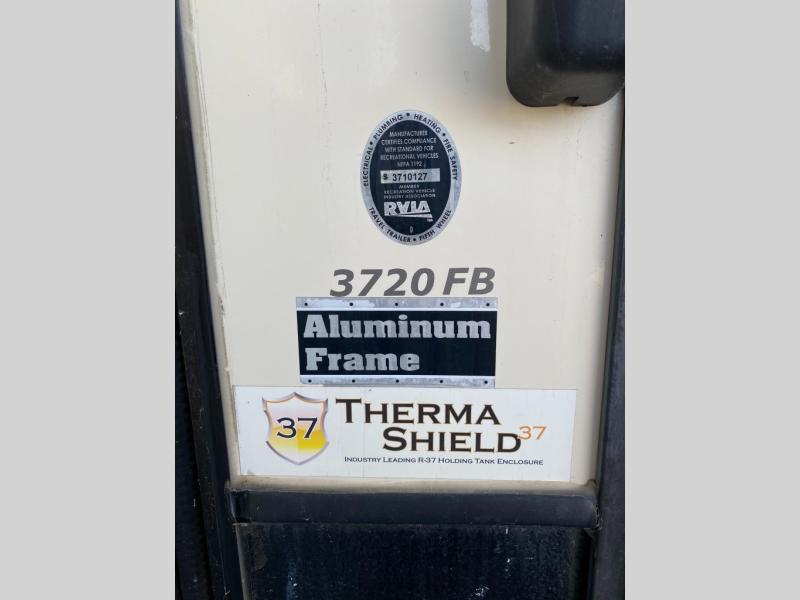 ELECTRICAL • PLUMBING • HEATING • FIRE SAFETY
MANUFACTURER
CERTIFIES COMPLIANCE
WITH STANDARD FOR
RECREATIONAL VEHICLES
NFPA 1192
S 3710127
MEMBER
RECREATION VEHICLE
INDUSTRY ASSOCIATION
RVIA
TRAVEL TRAILER • FIFTH WHEEL
3720 FB
Aluminum
Frame
37
THERMA
SHIELD 37
INDUSTRY LEADING R-37 HOLDING TANK ENCLOSURE